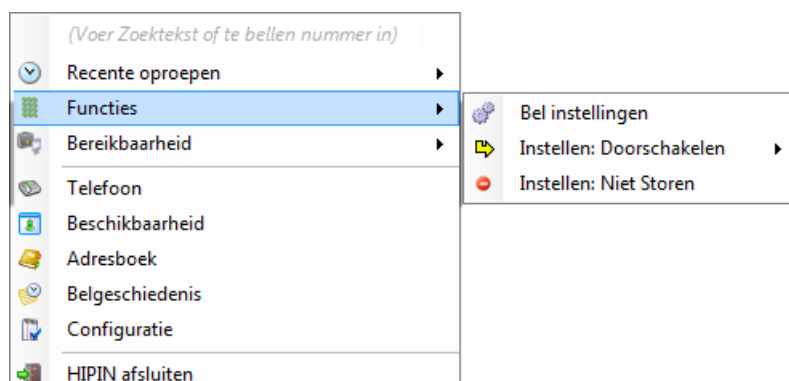 (Voer Zoektekst of te bellen nummer in)
Recente oproepen
Functies
Bereikbaarheid
Telefoon
Beschikbaarheid
Adresboek
Belgeschiedenis
Configuratie
HIPIN afsluiten
Bel instellingen
Instellen: Doorschakelen
Instellen: Niet Storen